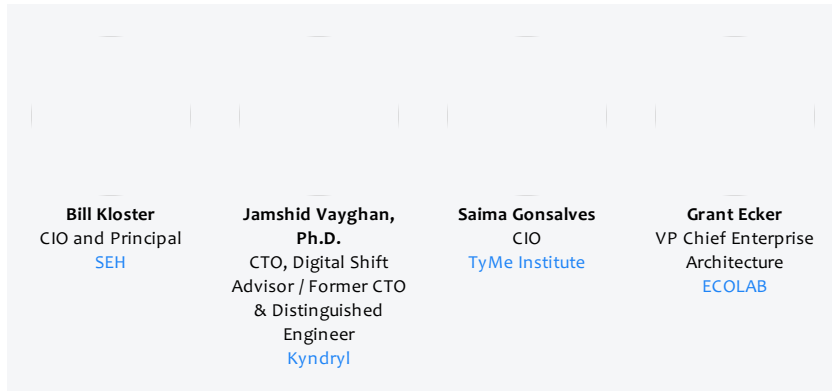 Bill Kloster
CIO and Principal
SEH
Jamshid Vayghan,
Ph.D.
CTO, Digital Shift
Advisor / Former CTO
& Distinguished
Engineer
Kyndryl
Saima Gonsalves
CIO
TyMe Institute
Grant Ecker
VP Chief Enterprise
Architecture
ECOLAB